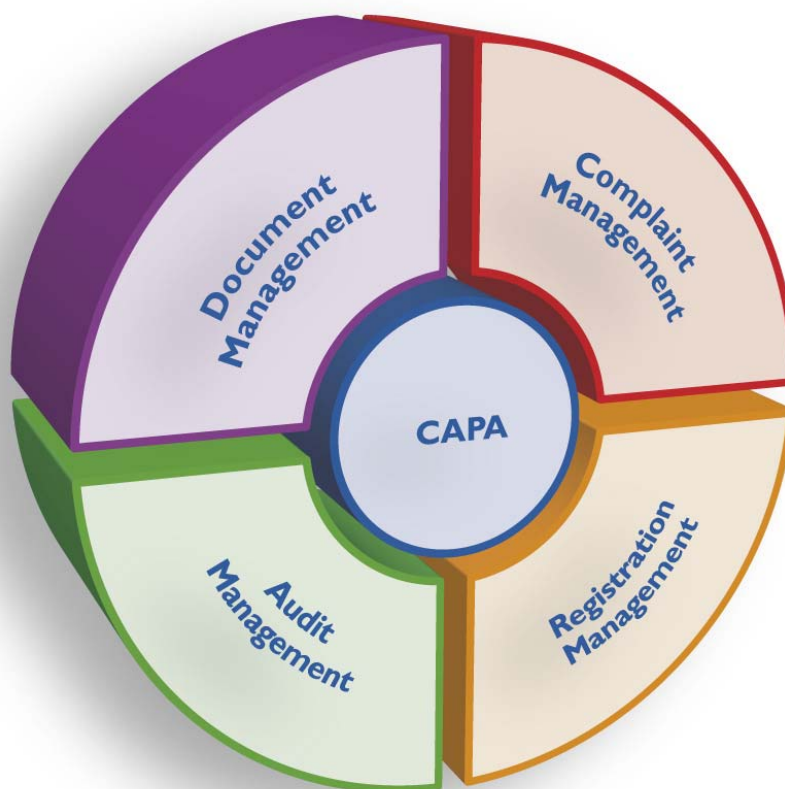 Document
Management
Complaint
Management
CAPA
Audit
Management
Registration
Management